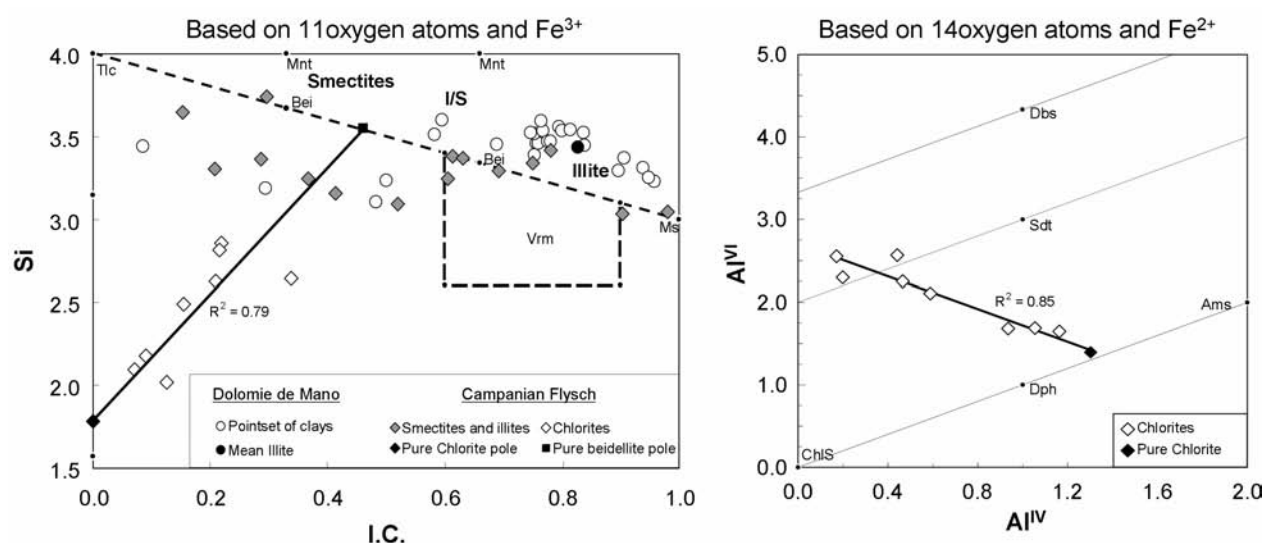 Based on 11oxygen atoms and Fe³⁺
4.0
3.5
3.0
2.5
2.0
1.5
Si
Tlc
Mnt
Mnt
Smectites
Bei
I/S
Bei
Illite
Vrm
Ms
R² = 0.79
Dolomie de Mano
Pointset of clays
Mean Illite
Campanian Flysch
Smectites and illites
Chlorites
Pure Chlorite pole
Pure beidellite pole
0.0 0.2 0.4 0.6 0.8 1.0
I.C.
Based on 14oxygen atoms and Fe²⁺
5.0
4.0
3.0
2.0
1.0
0.0
Al^VI
Dbs
Sdt
R² = 0.85
Ams
Dph
ChlS
Chlorites
Pure Chlorite
0.0 0.4 0.8 1.2 1.6 2.0
Al^IV